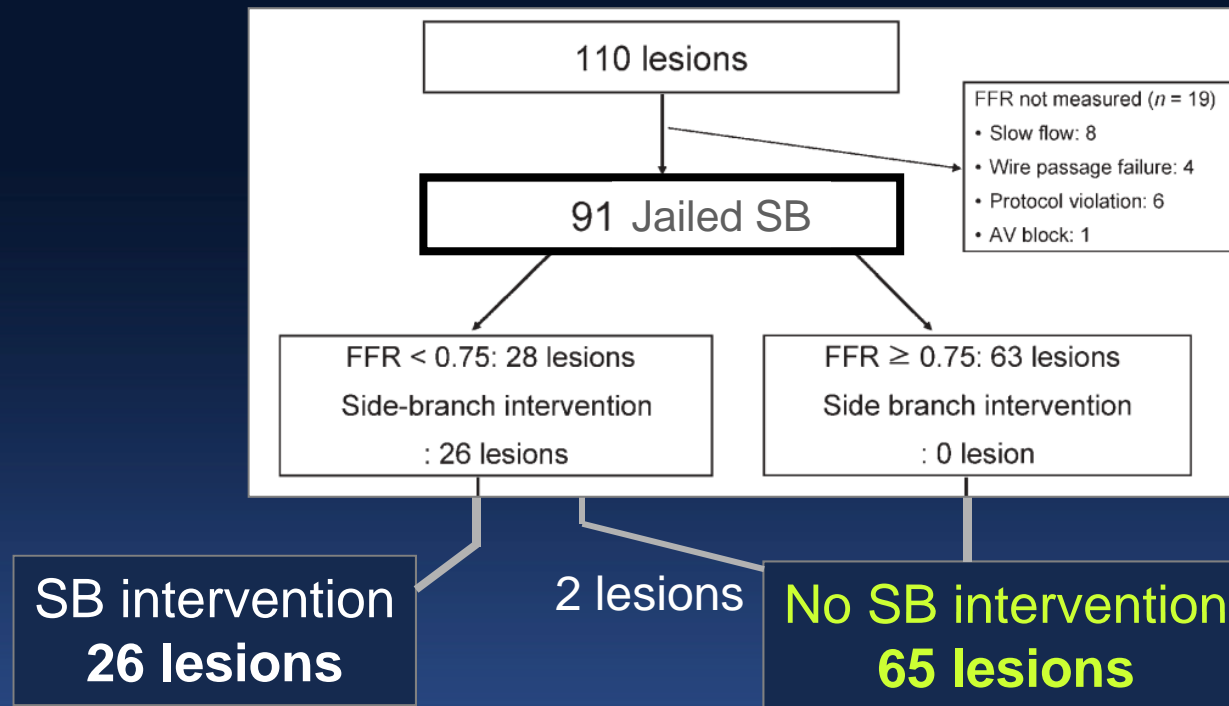 110 lesions
FFR not measured (n = 19)
• Slow flow: 8
• Wire passage failure: 4
• Protocol violation: 6
• AV block: 1
91 Jailed SB
FFR < 0.75: 28 lesions
Side-branch intervention
: 26 lesions
FFR ≥ 0.75: 63 lesions
Side branch intervention
: 0 lesion
SB intervention
26 lesions
2 lesions
No SB intervention
65 lesions